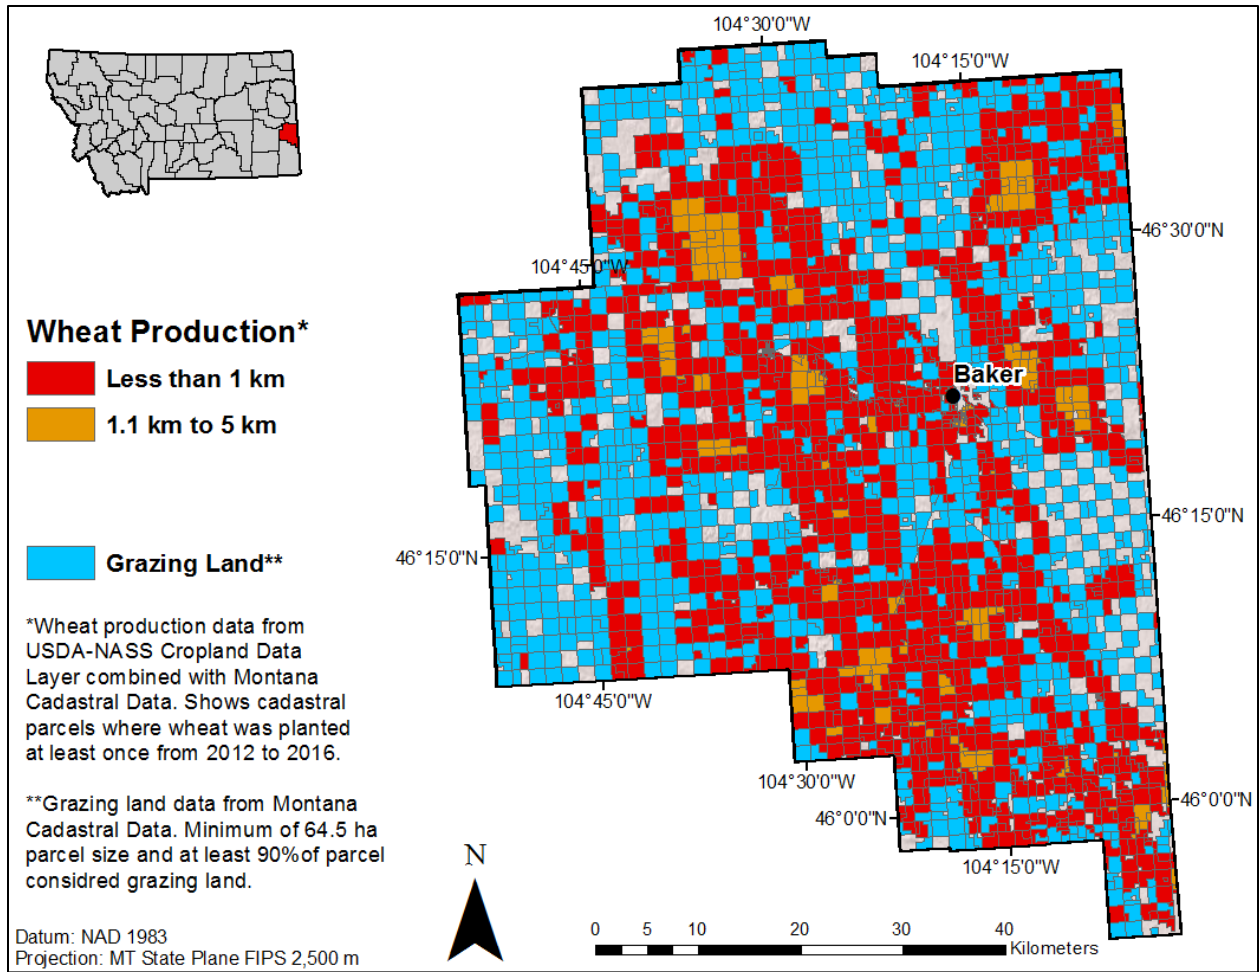 104°30'0"W
104°15'0"W
46°30'0"N
104°45'0"W
Wheat Production*
Less than 1 km
1.1 km to 5 km
Baker
46°15'0"N
46°15'0"N
Grazing Land**
*Wheat production data from
USDA-NASS Cropland Data
Layer combined with Montana
Cadastral Data. Shows cadastral
parcels where wheat was planted
at least once from 2012 to 2016.
104°45'0"W
104°30'0"W
**Grazing land data from Montana
Cadastral Data. Minimum of 64.5 ha
parcel size and at least 90%of parcel
considred grazing land.
46°0'0"N
46°0'0"N
104°15'0"W
N
0 5 10 20 30 40
Kilometers
Datum: NAD 1983
Projection: MT State Plane FIPS 2,500 m